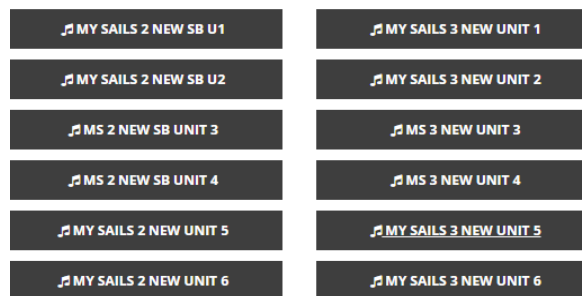 🎵 MY SAILS 2 NEW SB U1
🎵 MY SAILS 2 NEW SB U2
🎵 MS 2 NEW SB UNIT 3
🎵 MS 2 NEW SB UNIT 4
🎵 MY SAILS 2 NEW UNIT 5
🎵 MY SAILS 2 NEW UNIT 6
🎵 MY SAILS 3 NEW UNIT 1
🎵 MY SAILS 3 NEW UNIT 2
🎵 MS 3 NEW UNIT 3
🎵 MS 3 NEW UNIT 4
🎵 MY SAILS 3 NEW UNIT 5
🎵 MY SAILS 3 NEW UNIT 6